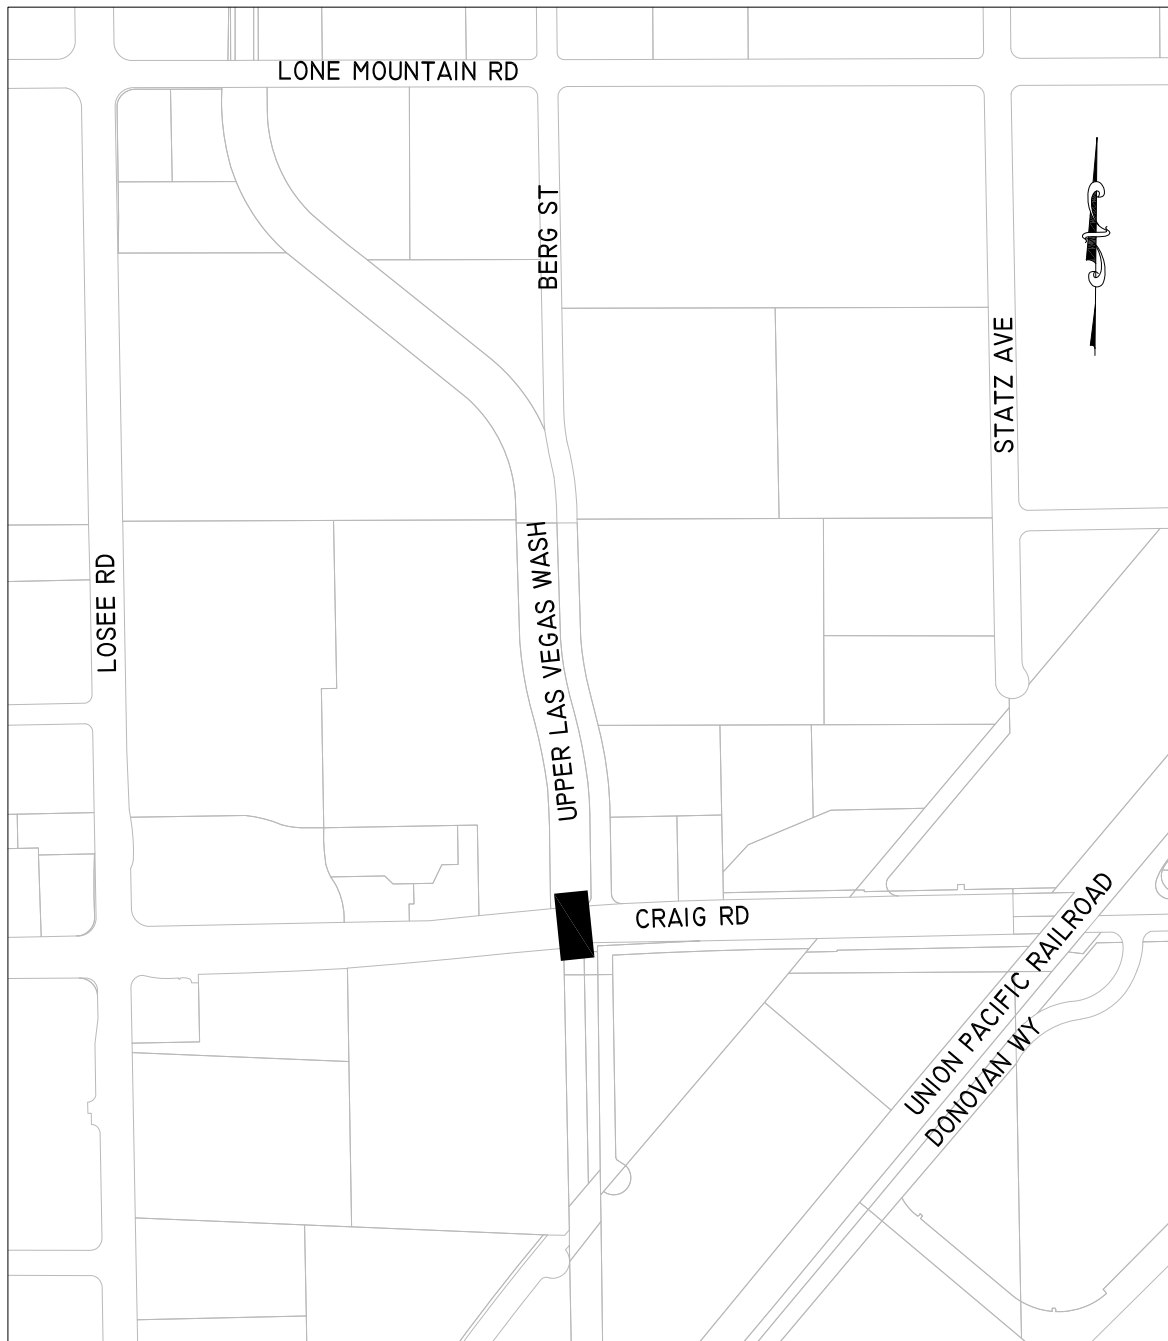 LONE MOUNTAIN RD
BERG ST
STATZ AVE
LOSEE RD
UPPER LAS VEGAS WASH
CRAIG RD
UNION PACIFIC RAILROAD
DONOVAN WY